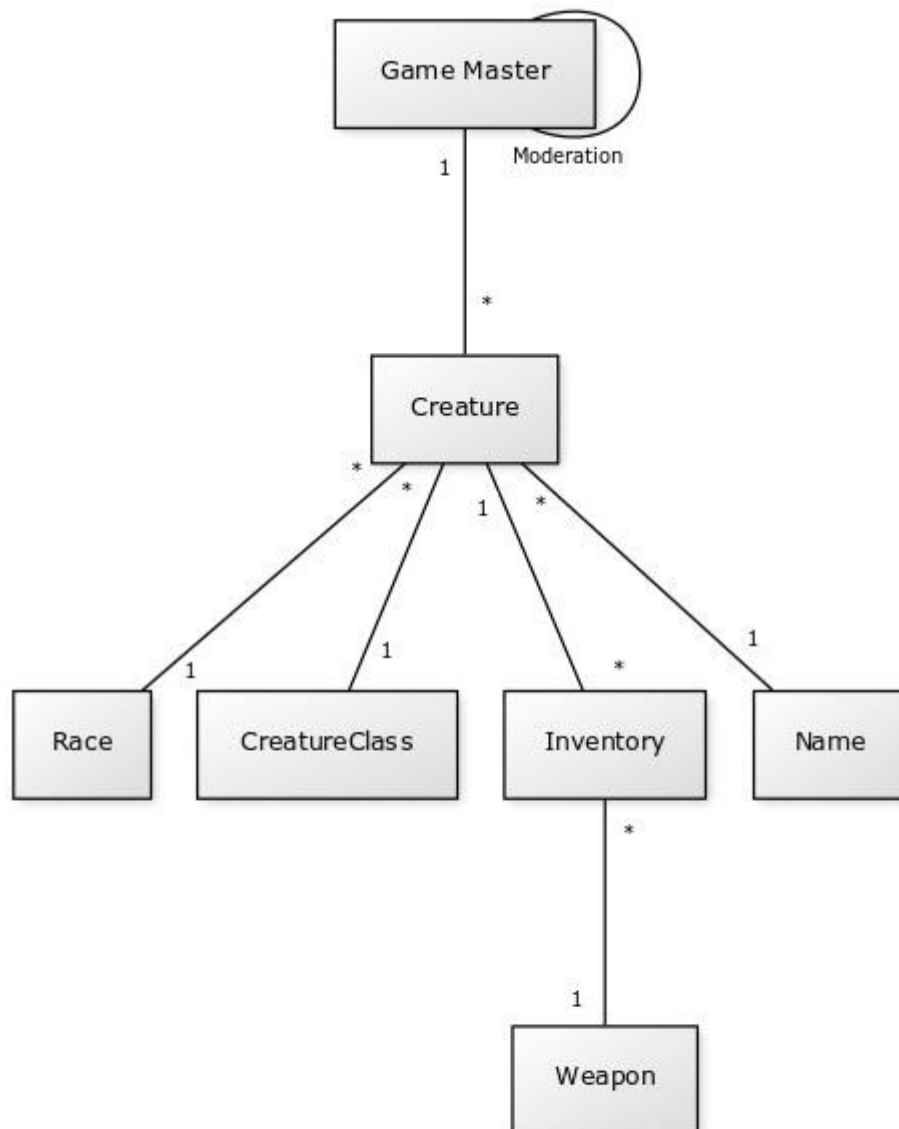 Game Master
Moderation
1
*
Creature
*
*
1
*
1
1
*
1
Race
CreatureClass
Inventory
Name
*
1
Weapon